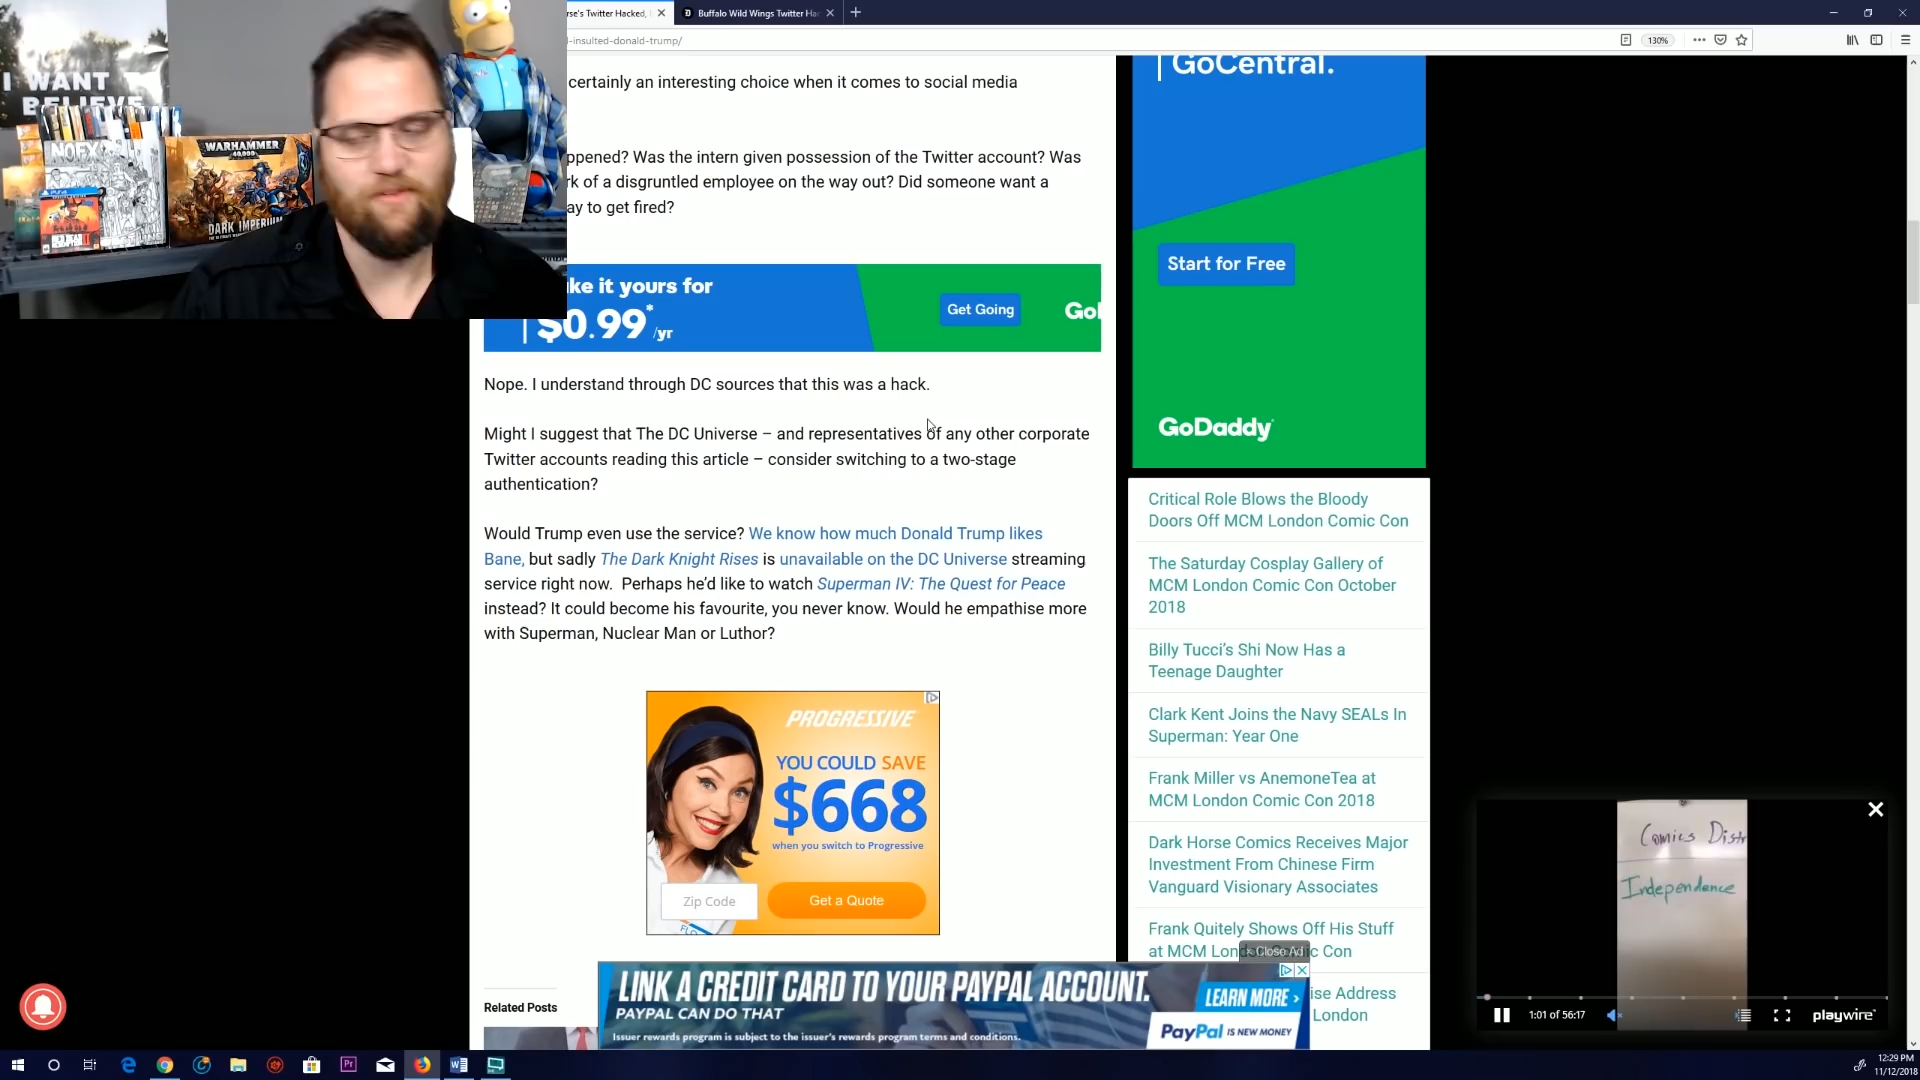 rse's Twitter Hacked,
Buffalo Wild Wings Twitter Hac
-insulted-donald-trump/
130%
I WANT
BELIEVE
NOFX
WARHAMMER
40,000
DARK IMPERIUM
certainly an interesting choice when it comes to social media
ppened? Was the intern given possession of the Twitter account? Was
rk of a disgruntled employee on the way out? Did someone want a
ay to get fired?
ke it yours for
$0.99*
/yr
Get Going
GoI
Nope. I understand through DC sources that this was a hack.
Might I suggest that The DC Universe – and representatives of any other corporate
Twitter accounts reading this article – consider switching to a two-stage
authentication?
Would Trump even use the service? We know how much Donald Trump likes
Bane, but sadly The Dark Knight Rises is unavailable on the DC Universe streaming
service right now. Perhaps he'd like to watch Superman IV: The Quest for Peace
instead? It could become his favourite, you never know. Would he empathise more
with Superman, Nuclear Man or Luthor?
PROGRESSIVE
YOU COULD SAVE
$668
when you switch to Progressive
Zip Code
Get a Quote
FLO
Related Posts
GoCentral.
Start for Free
GoDaddy
Critical Role Blows the Bloody
Doors Off MCM London Comic Con
The Saturday Cosplay Gallery of
MCM London Comic Con October
2018
Billy Tucci's Shi Now Has a
Teenage Daughter
Clark Kent Joins the Navy SEALs In
Superman: Year One
Frank Miller vs AnemoneTea at
MCM London Comic Con 2018
Dark Horse Comics Receives Major
Investment From Chinese Firm
Vanguard Visionary Associates
Frank Quitely Shows Off His Stuff
at MCM London Comic Con
× Close Ad
ise Address
London
LINK A CREDIT CARD TO YOUR PAYPAL ACCOUNT.
PAYPAL CAN DO THAT
Issuer rewards program is subject to the issuer's rewards program terms and conditions.
LEARN MORE >
PayPal IS NEW MONEY
Comics Distr
Independence
1:01 of 56:17
playwire
12:29 PM
11/12/2018